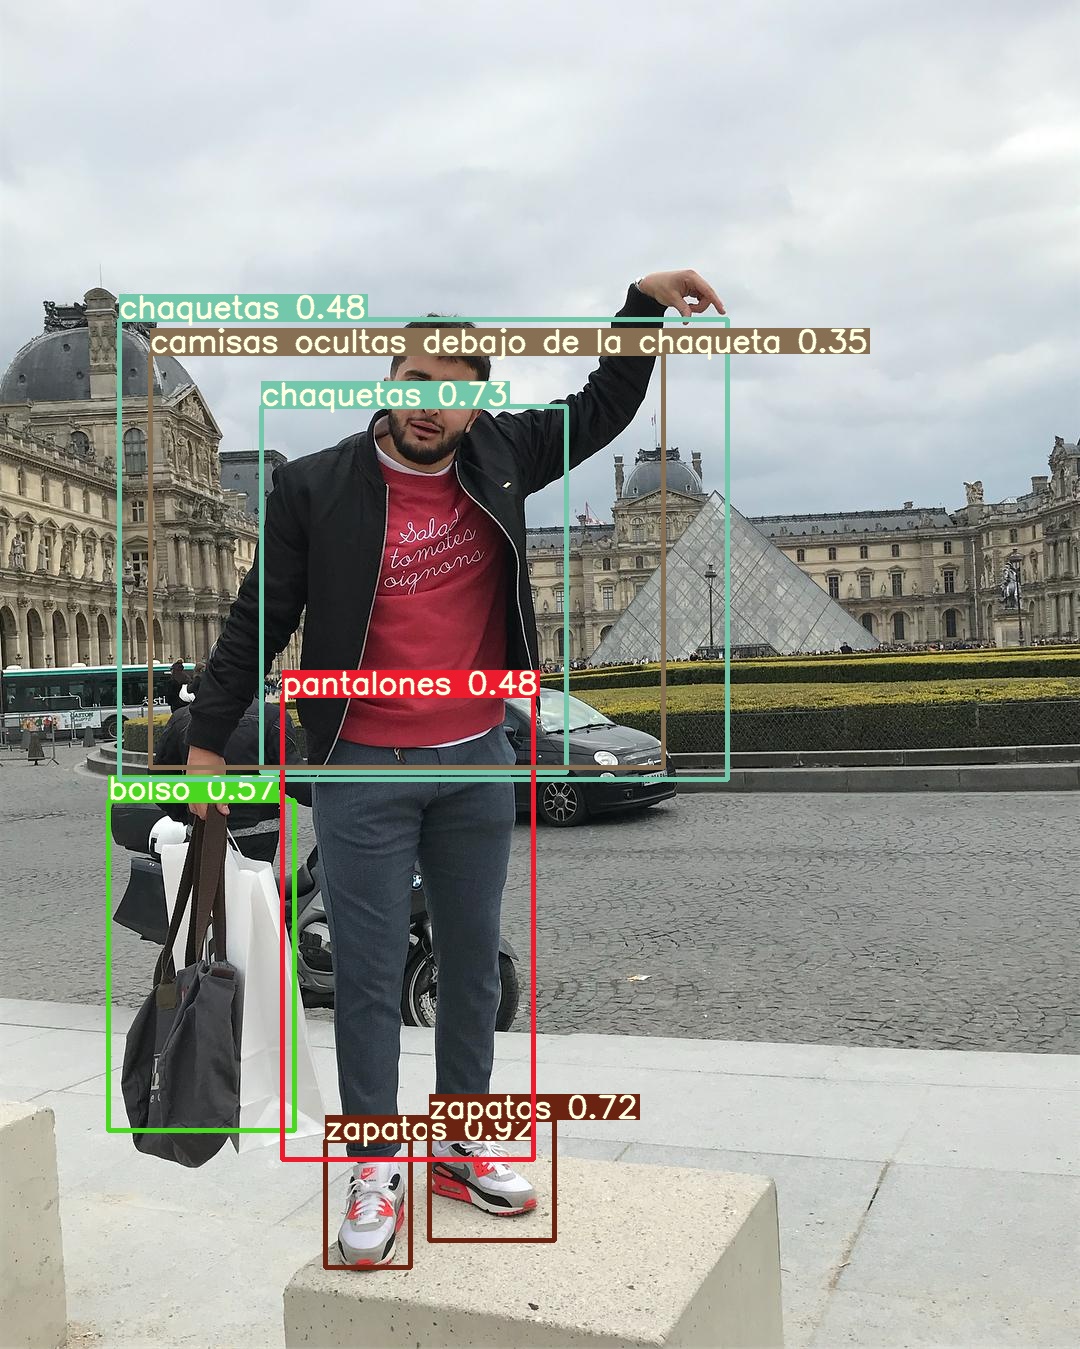 chaquetas 0.48
camisas ocultas debajo de la chaqueta 0.35
chaquetas 0.73
Salad
tomates
oignons
pantalones 0.48
bolso 0.57
zapatos 0.72
zapatos 0.92